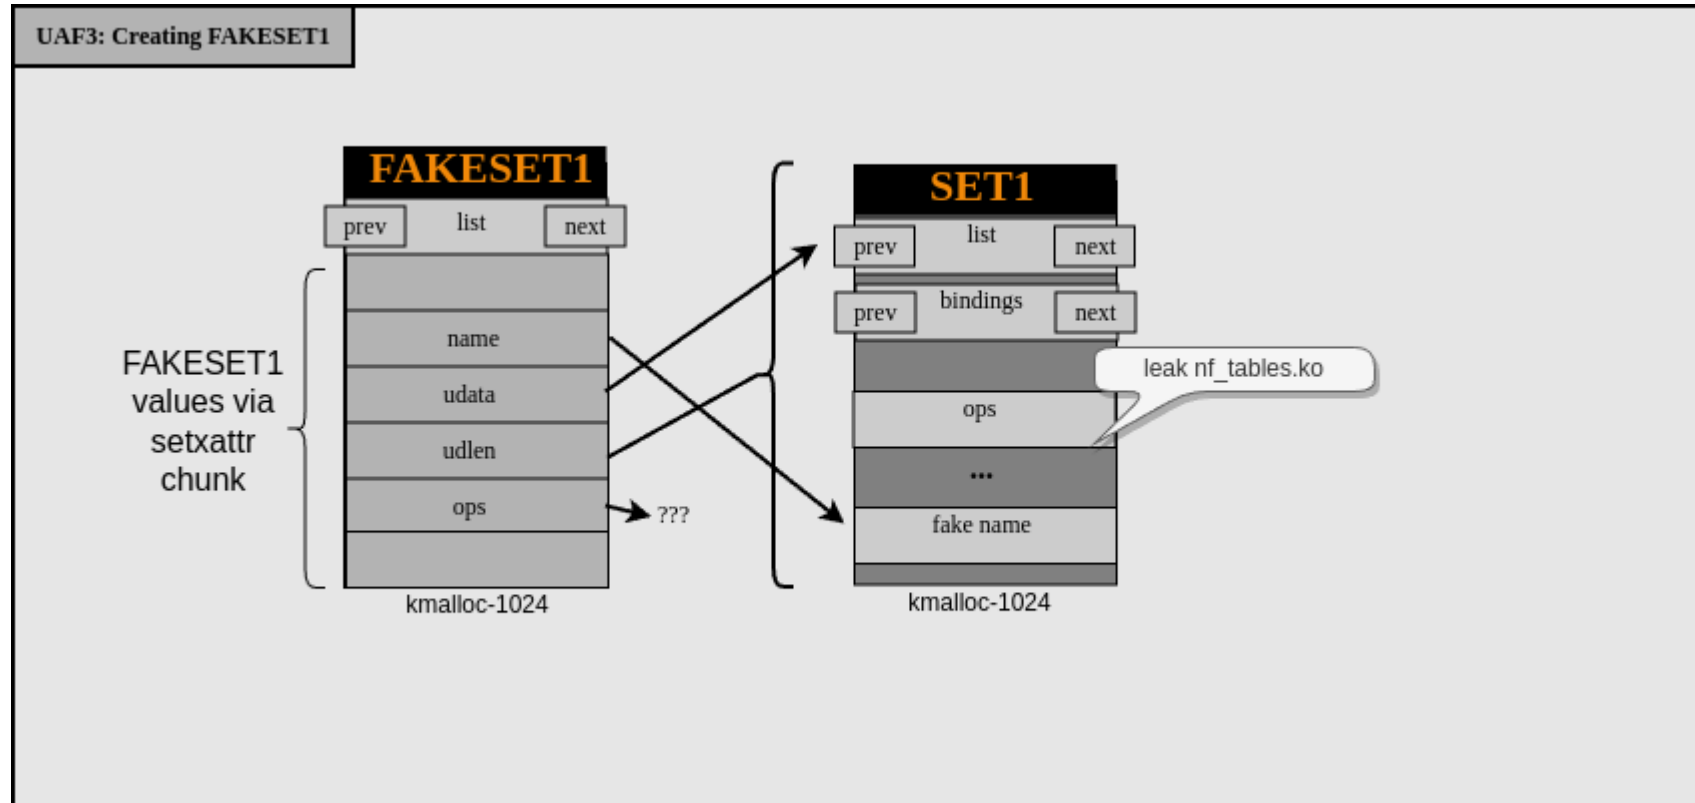 UAF3: Creating FAKESET1
FAKESET1
prev
list
next
name
udata
udlen
ops
???
kmalloc-1024
FAKESET1
values via
setxattr
chunk
SET1
prev
list
next
prev
bindings
next
leak nf_tables.ko
ops
...
fake name
kmalloc-1024